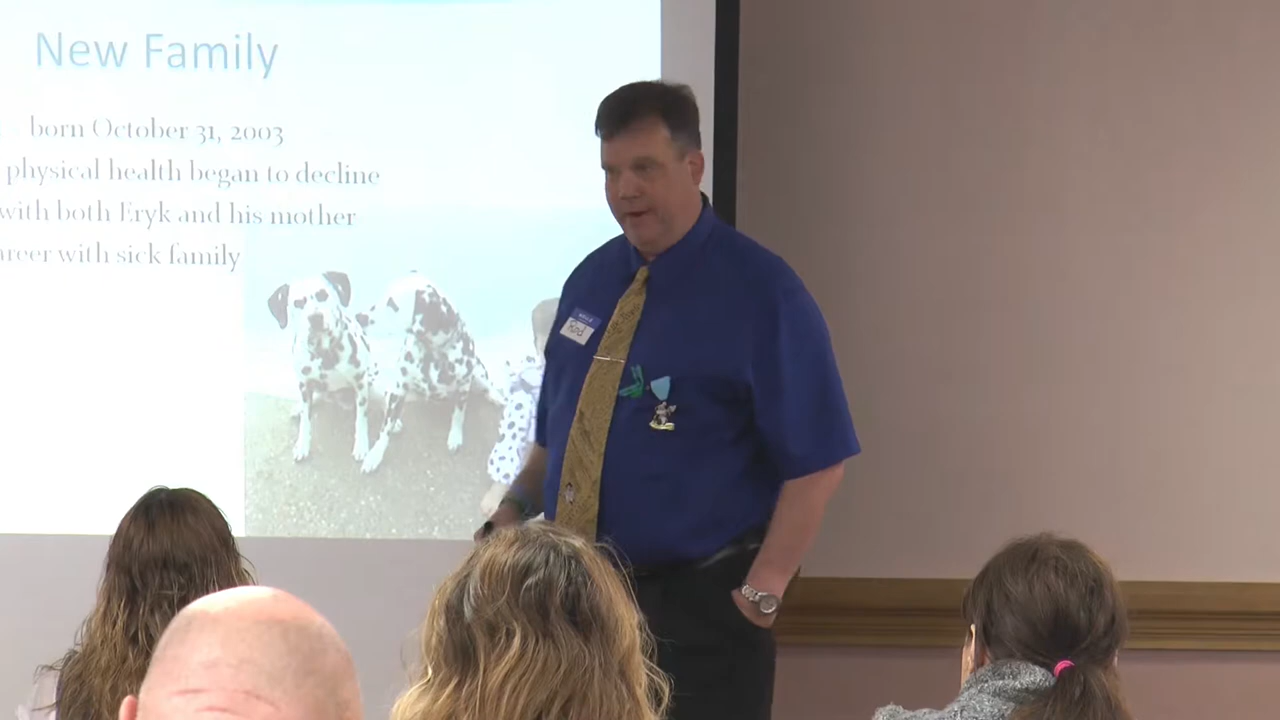 New Family
born October 31, 2003
physical health began to decline
with both Eryk and his mother
with sick family
Rod